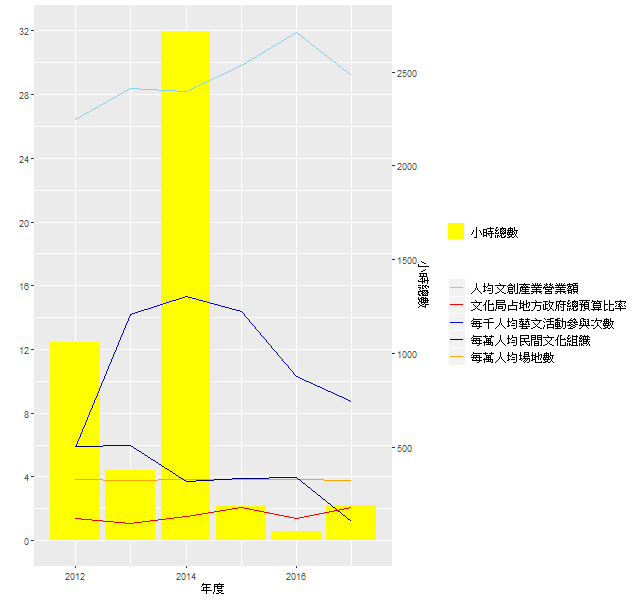 32
28
24
20
16
12
8
4
0
2500
2000
1500
1000
500
小時總數
2012
2014
2016
年度
小時總數
人均文創產業營業額
文化局占地方政府總預算比率
每千人均藝文活動參與次數
每萬人均民間文化組織
每萬人均場地數